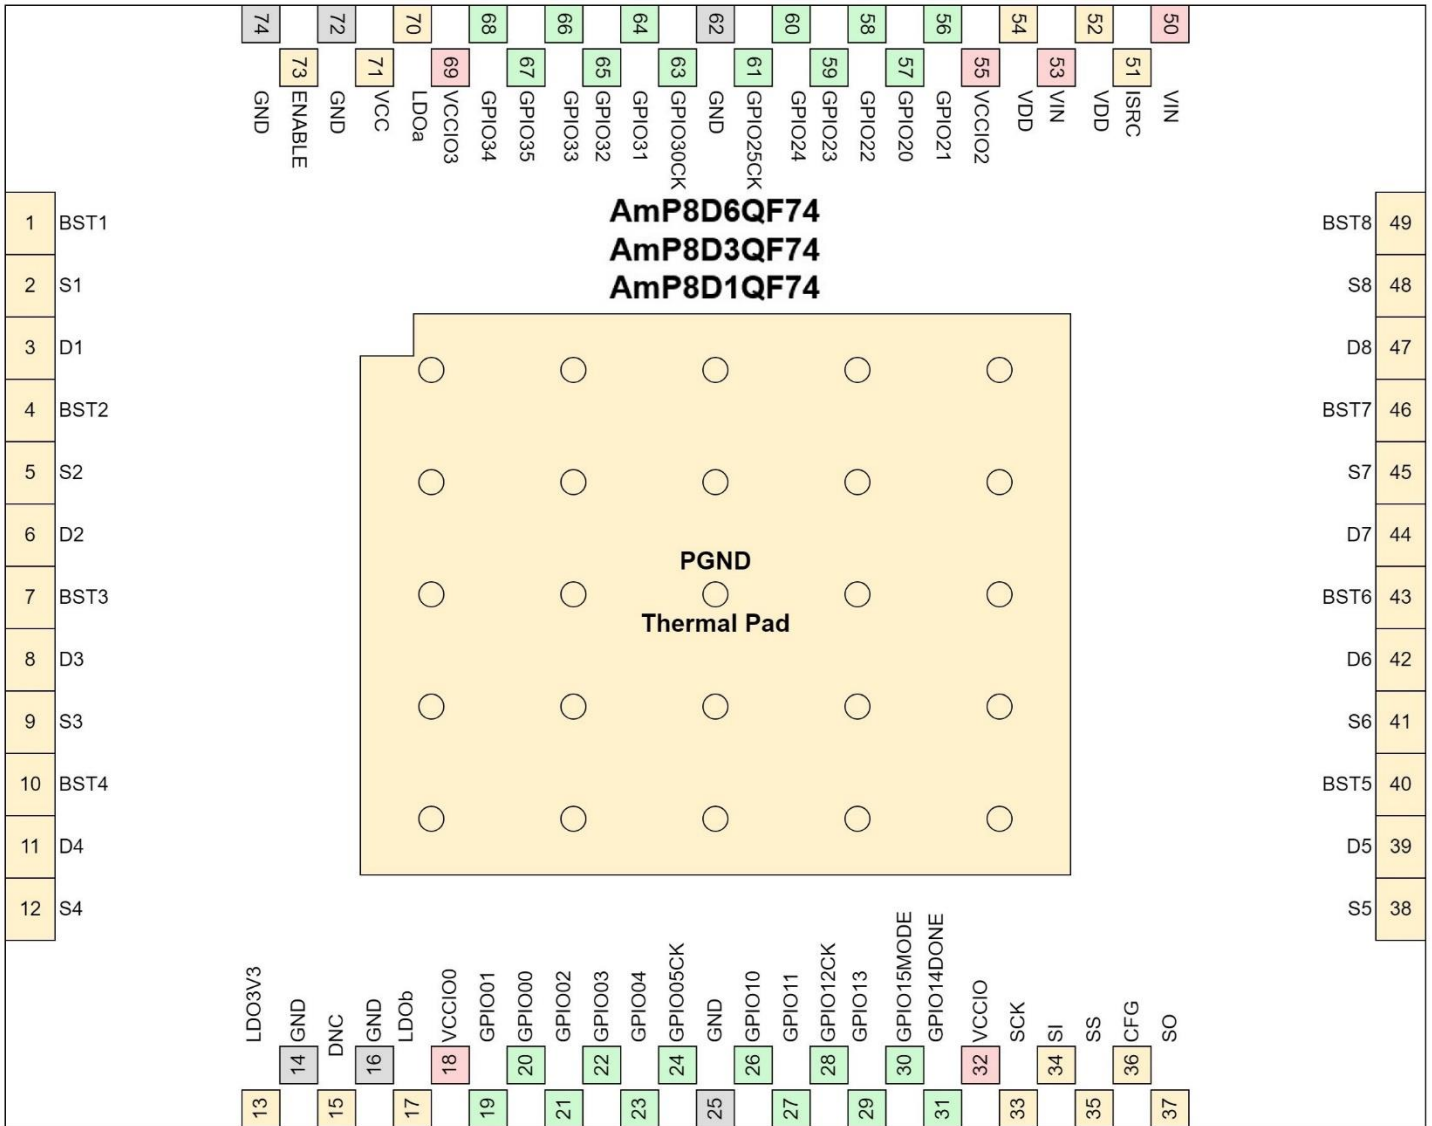 74 72 70 68 66 64 62 60 58 56 54 52 50
73 71 69 67 65 63 61 59 57 55 53 51
GND ENABLE GND VCC LDOa VCCIO3 GPIO34 GPIO35 GPIO33 GPIO32 GPIO31 GPIO30CK GND GPIO25CK GPIO24 GPIO23 GPIO22 GPIO20 GPIO21 VCCIO2 VDD VIN VDD ISRC VIN
AmP8D6QF74
AmP8D3QF74
AmP8D1QF74
1 BST1 BST8 49
2 S1 S8 48
3 D1 D8 47
4 BST2 BST7 46
5 S2 S7 45
6 D2 D7 44
PGND
7 BST3 BST6 43
Thermal Pad
8 D3 D6 42
9 S3 S6 41
10 BST4 BST5 40
11 D4 D5 39
12 S4 S5 38
LDO3V3 GND DNC GND LDOb VCCIO0 GPIO01 GPIO00 GPIO02 GPIO03 GPIO04 GPIO05CK GND GPIO10 GPIO11 GPIO12CK GPIO13 GPIO15MODE GPIO14DONE VCCIO SCK SI SS CFG SO
14 16 18 20 22 24 26 28 30 32 34 36
13 15 17 19 21 23 25 27 29 31 33 35 37